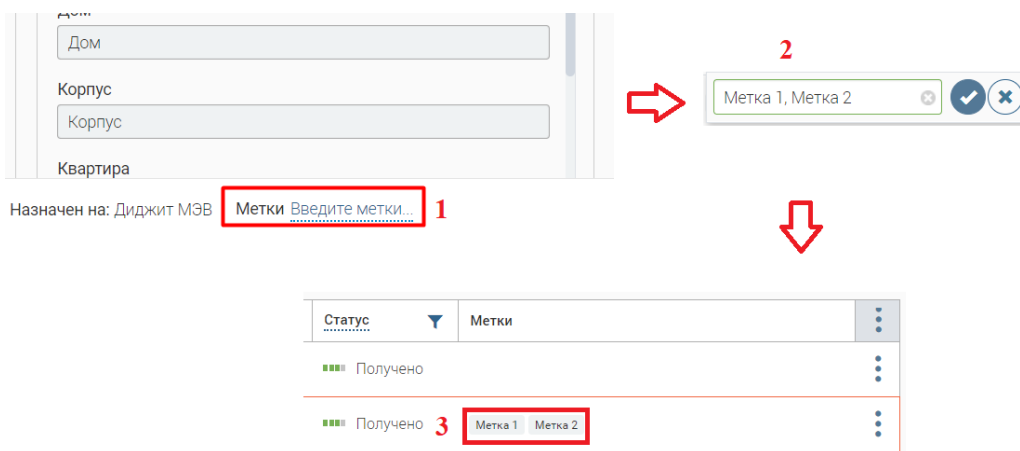 Дом
Дом
Корпус
Корпус
Квартира
Назначен на: Диджит МЭВ Метки Введите метки... 1
2
Метка 1, Метка 2
Статус Метки
Получено
Получено 3 Метка 1 Метка 2